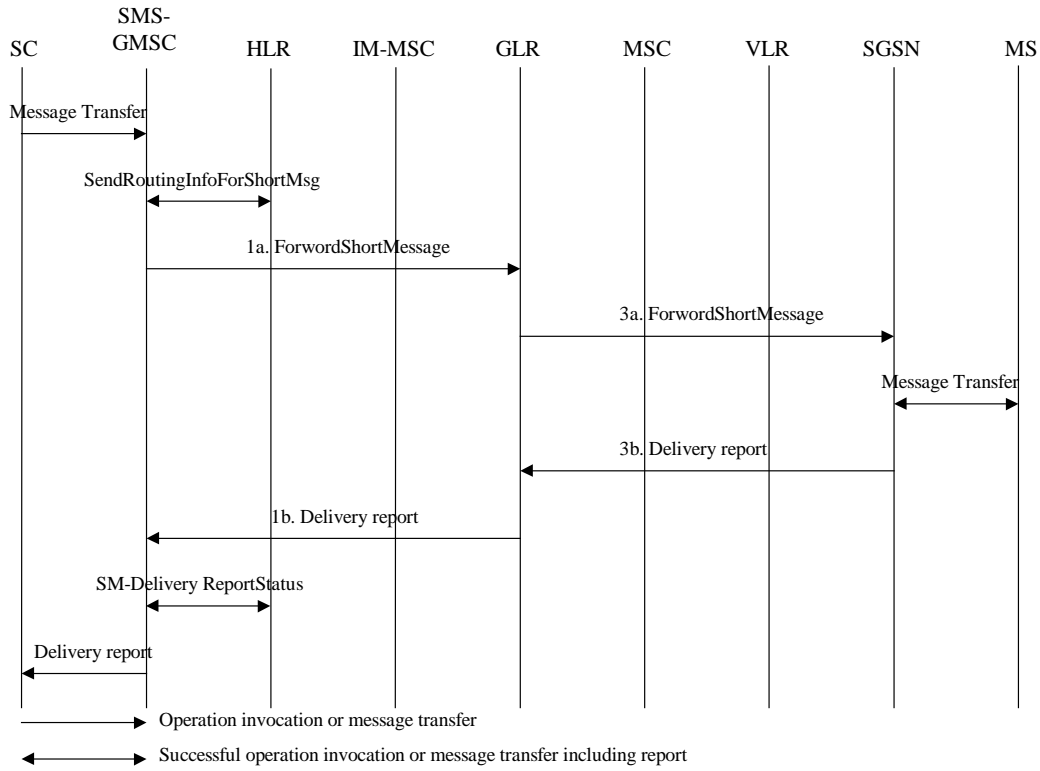 SMS-
GMSC
SC HLR IM-MSC GLR MSC VLR SGSN MS
Message Transfer
SendRoutingInfoForShortMsg
1a. ForwordShortMessage
3a. ForwordShortMessage
Message Transfer
3b. Delivery report
1b. Delivery report
SM-Delivery ReportStatus
Delivery report
Operation invocation or message transfer
Successful operation invocation or message transfer including report